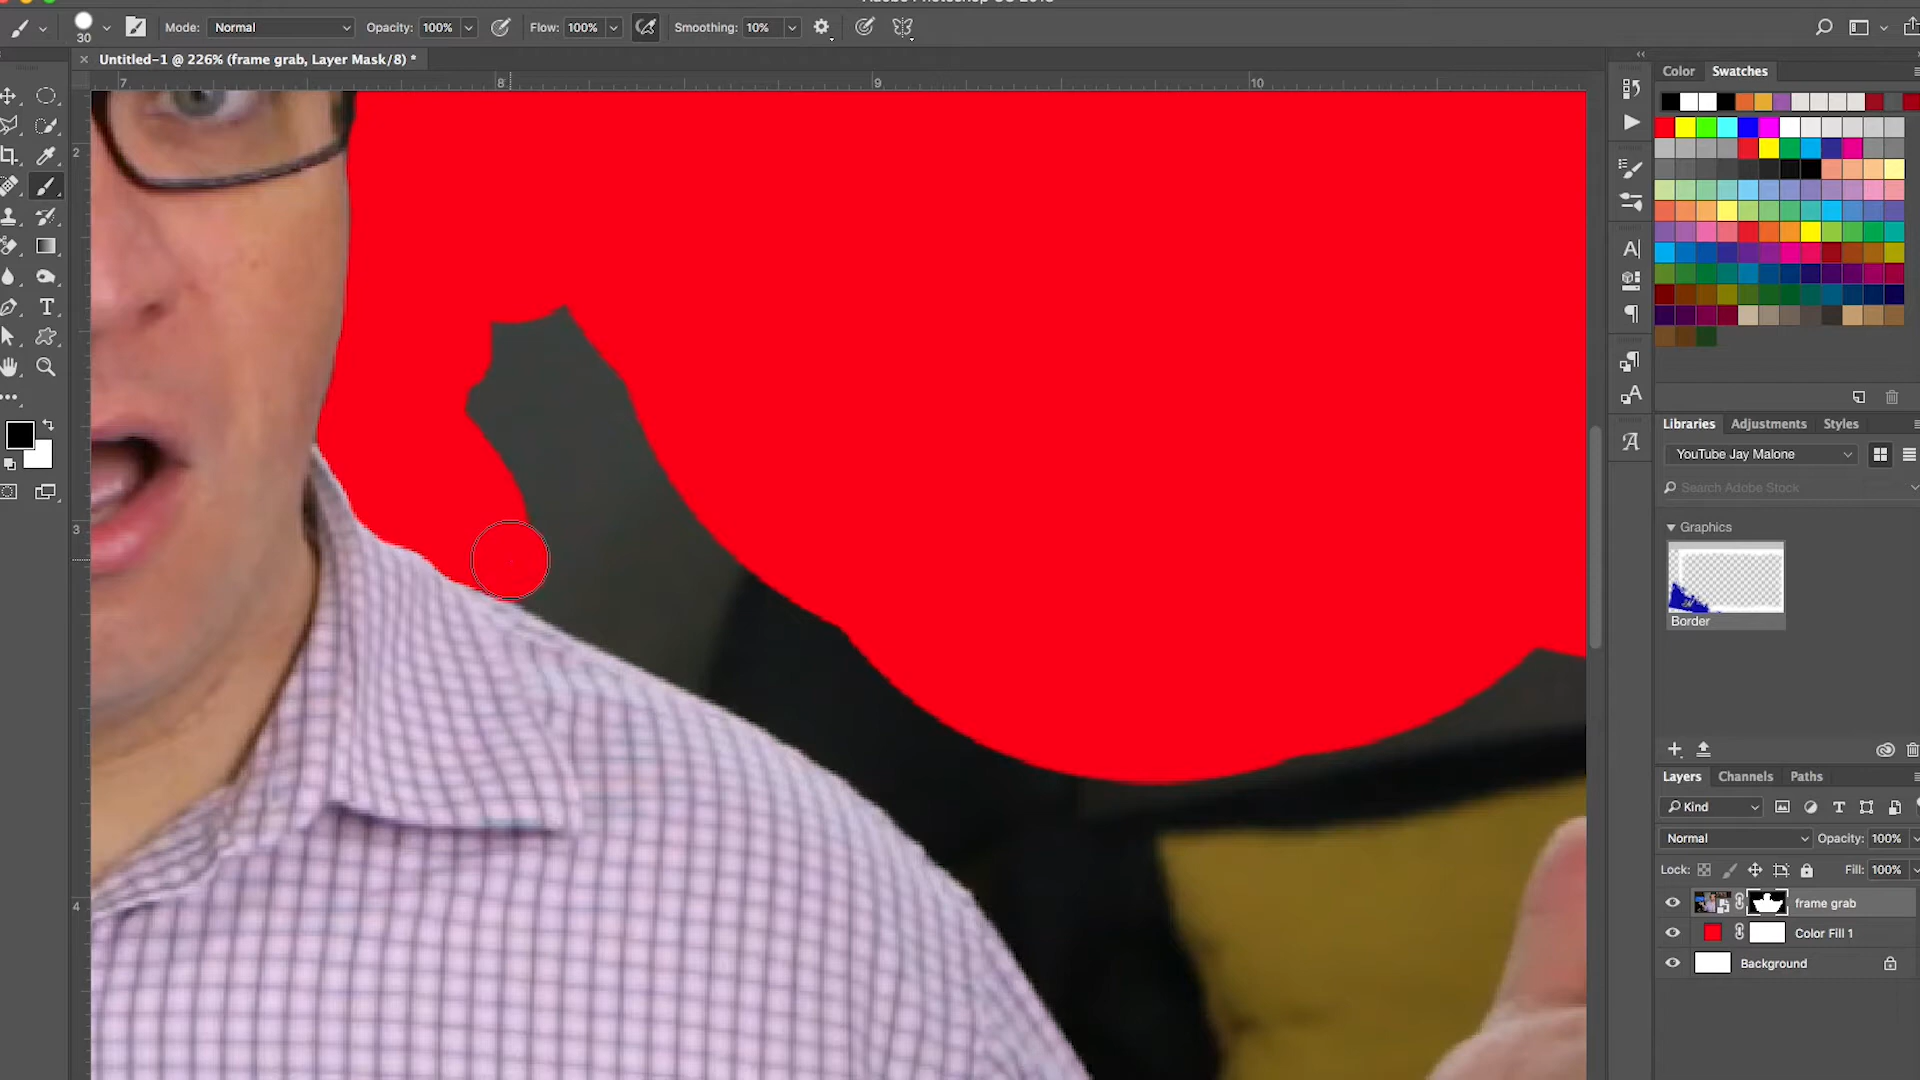 30
Mode: Normal
Opacity: 100%
Flow: 100%
Smoothing: 10%
Untitled-1 @ 226% (frame grab, Layer Mask/8) *
7
8
9
10
2
3
4
Color
Swatches
Libraries
Adjustments
Styles
YouTube Jay Malone
Search Adobe Stock
Graphics
Border
Layers
Channels
Paths
Kind
Normal
Opacity: 100%
Lock:
Fill: 100%
frame grab
Color Fill 1
Background